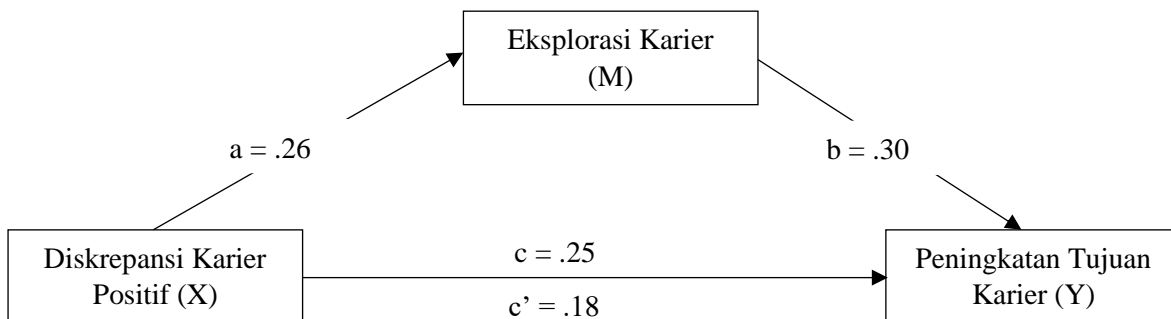 Eksplorasi Karier
(M)
a = .26
b = .30
Diskrepansi Karier
Positif (X)
c = .25
c’ = .18
Peningkatan Tujuan
Karier (Y)